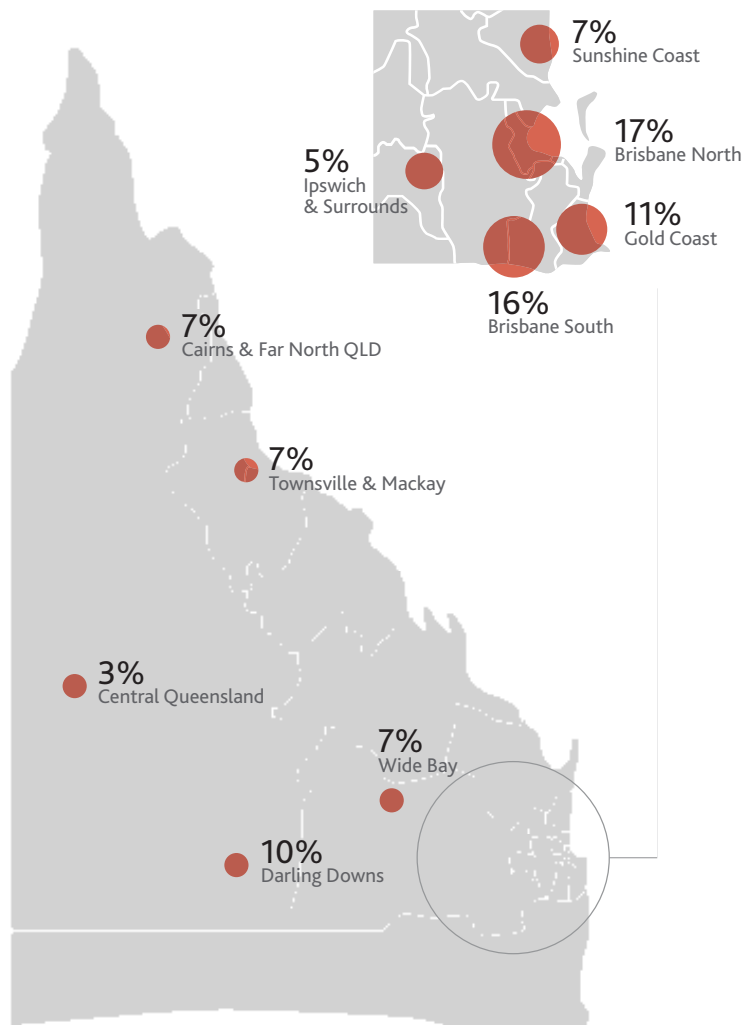 7%
Sunshine Coast
17%
Brisbane North
5%
Ipswich
& Surrounds
11%
Gold Coast
16%
Brisbane South
7%
Cairns & Far North QLD
7%
Townsville & Mackay
3%
Central Queensland
7%
Wide Bay
10%
Darling Downs